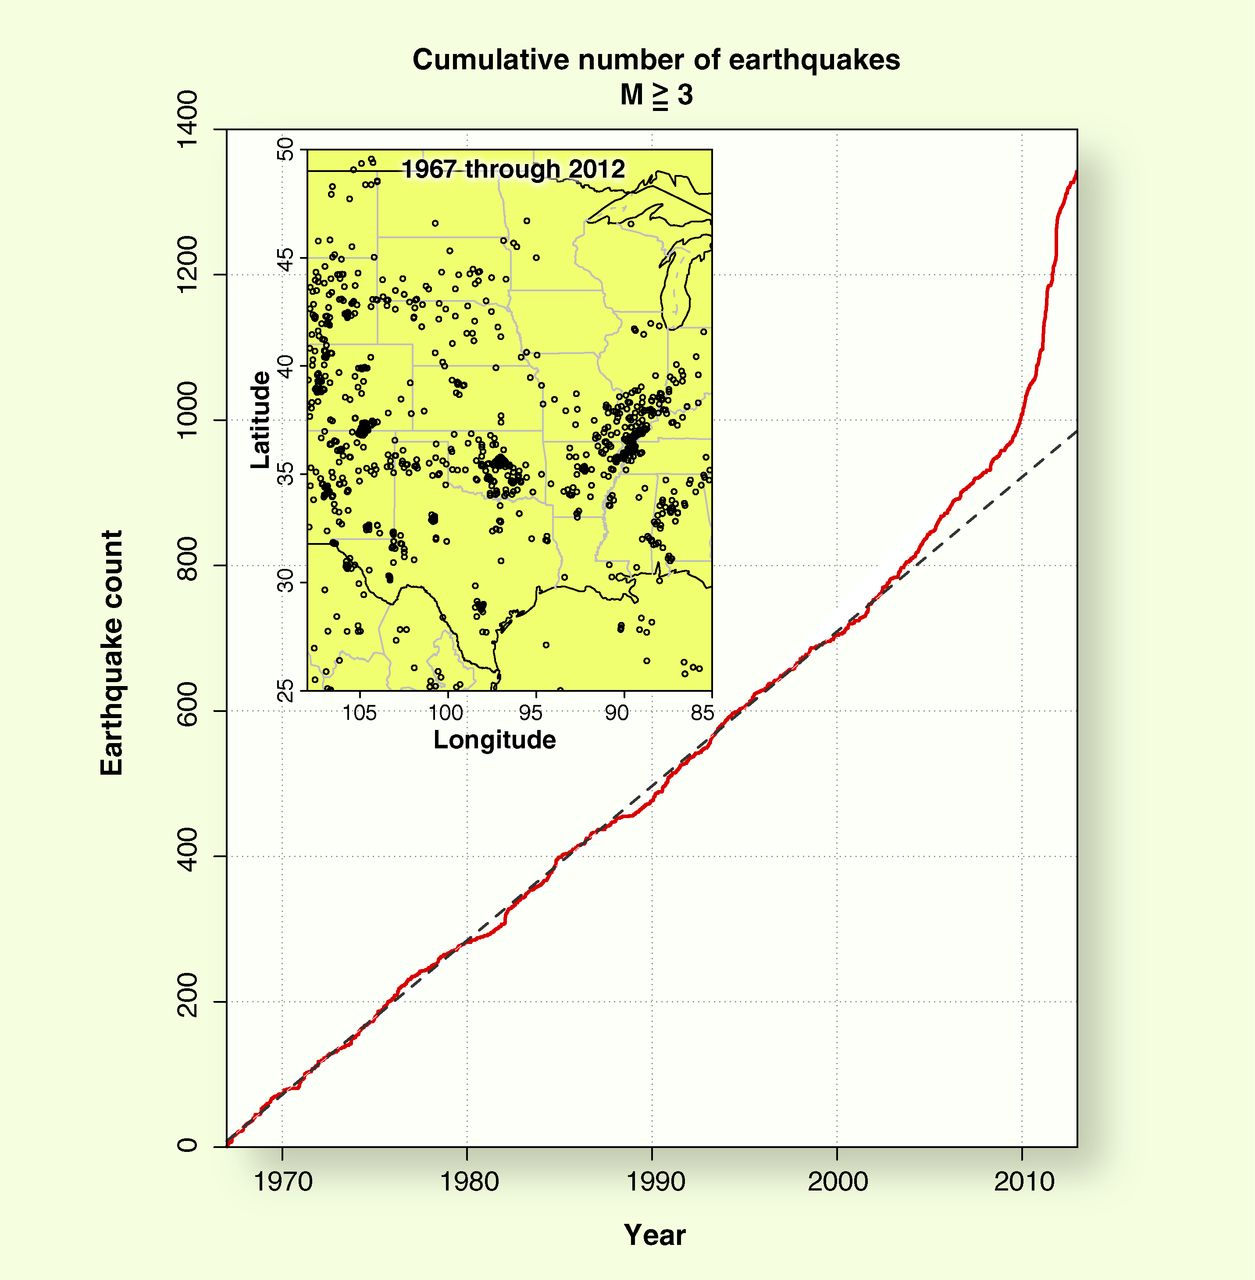 Cumulative number of earthquakes
M ≧ 3
1400
1200
1000
800
600
400
200
0
Earthquake count
1967 through 2012
50
45
40
35
30
25
Latitude
105 100 95 90 85
Longitude
1970 1980 1990 2000 2010
Year